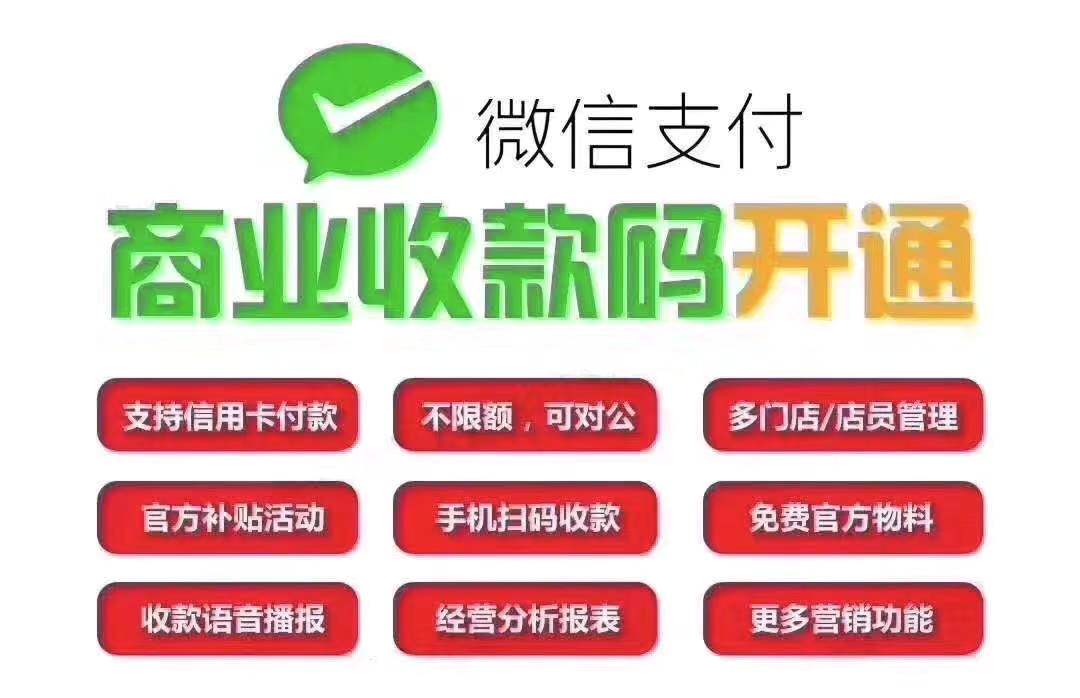 微信支付
商业收款码开通
支持信用卡付款
不限额，可对公
多门店/店员管理
官方补贴活动
手机扫码收款
免费官方物料
收款语音播报
经营分析报表
更多营销功能